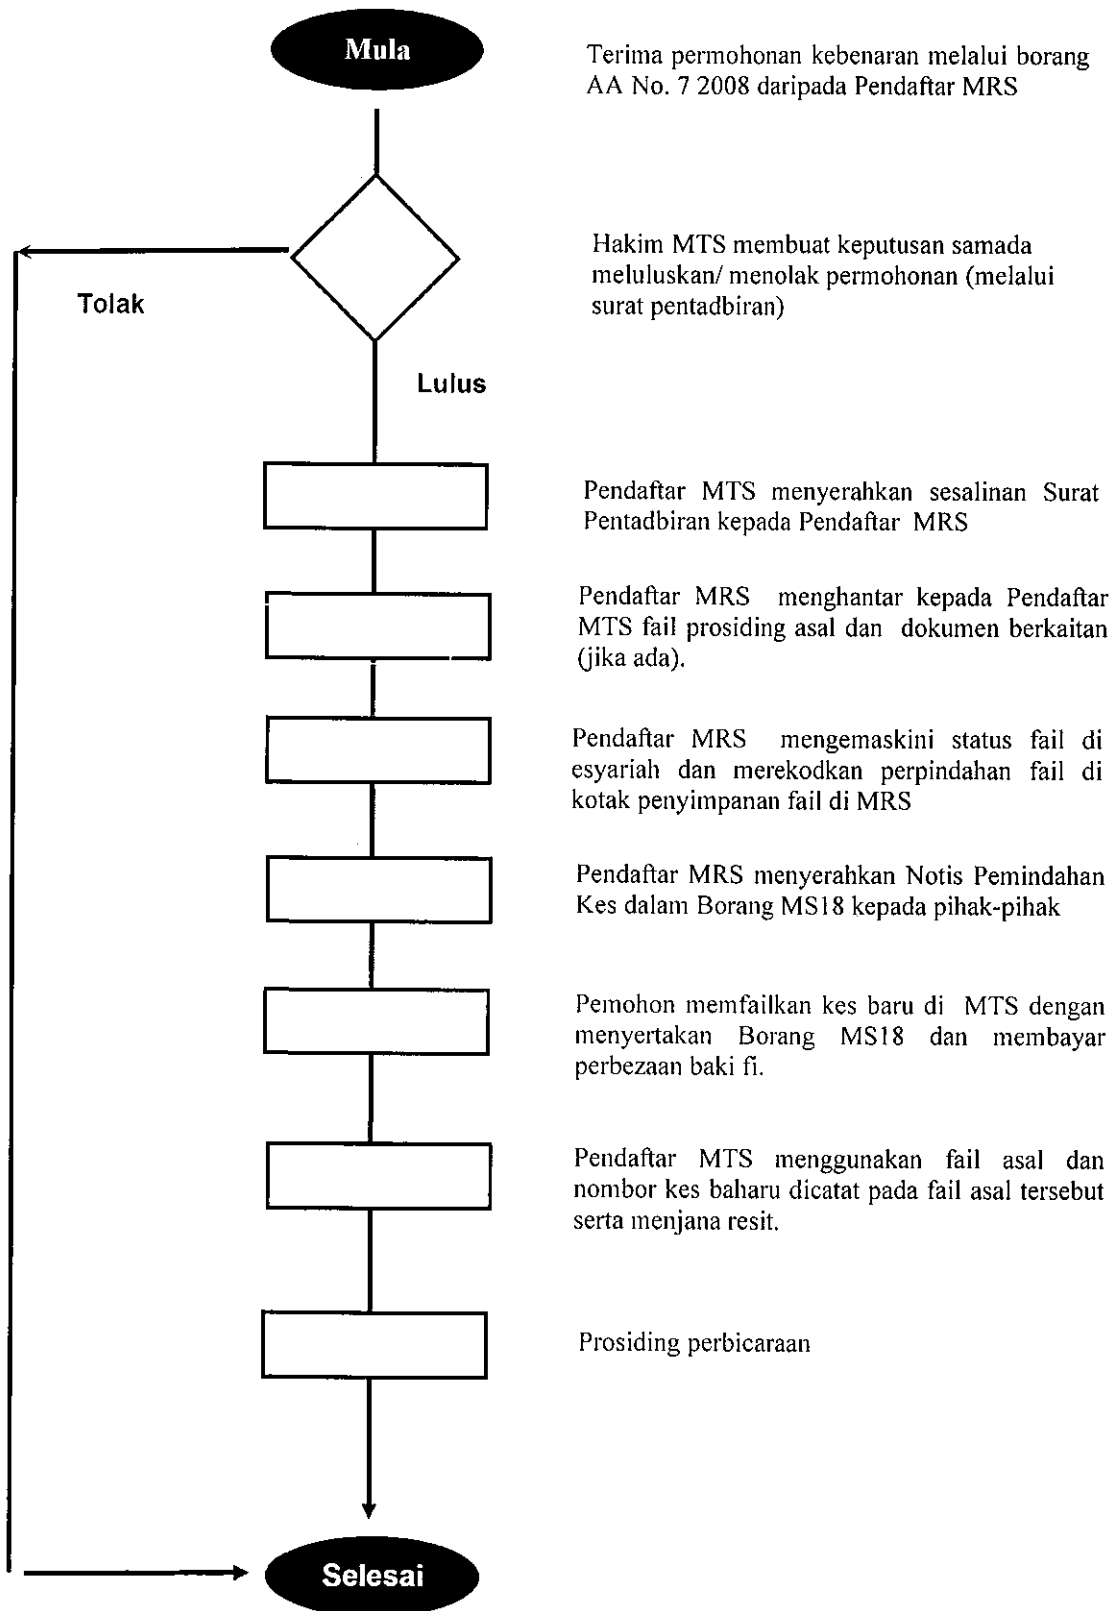 Mula
Terima permohonan kebenaran melalui borang
AA No. 7 2008 daripada Pendaftar MRS
Hakim MTS membuat keputusan samada
meluluskan/ menolak permohonan (melalui
surat pentadbiran)
Tolak
Lulus
Pendaftar MTS menyerahkan sesalinan Surat
Pentadbiran kepada Pendaftar MRS
Pendaftar MRS menghantar kepada Pendaftar
MTS fail prosiding asal dan dokumen berkaitan
(jika ada).
Pendaftar MRS mengemaskini status fail di
esyariah dan merekodkan perpindahan fail di
kotak penyimpanan fail di MRS
Pendaftar MRS menyerahkan Notis Pemindahan
Kes dalam Borang MS18 kepada pihak-pihak
Pemohon memfailkan kes baru di MTS dengan
menyertakan Borang MS18 dan membayar
perbezaan baki fi.
Pendaftar MTS menggunakan fail asal dan
nombor kes baharu dicatat pada fail asal tersebut
serta menjana resit.
Prosiding perbicaraan
Selesai